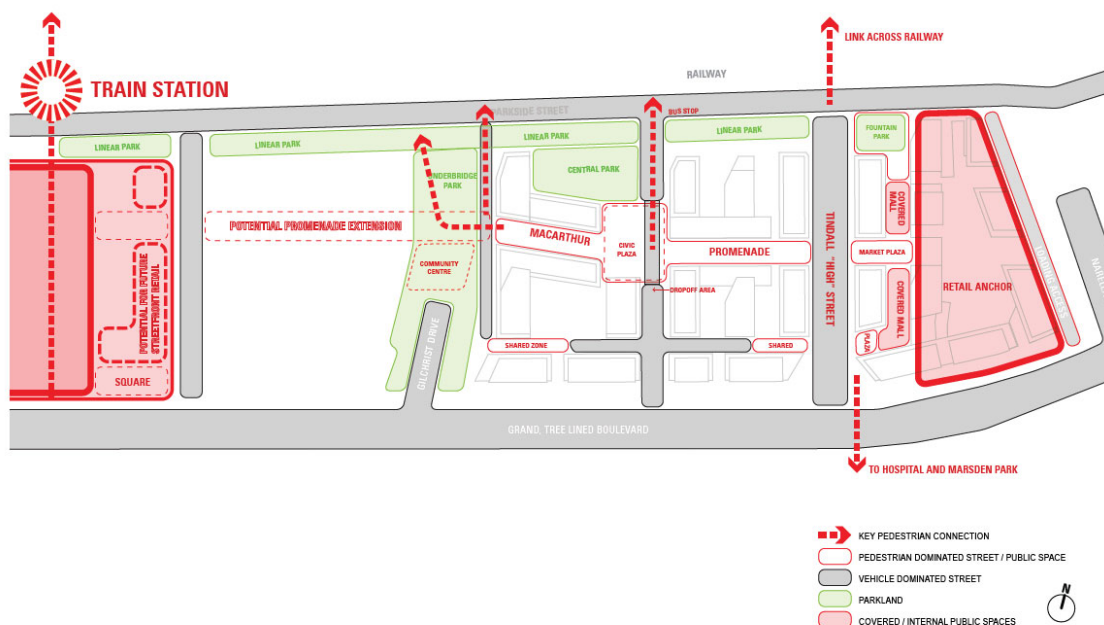 LINK ACROSS RAILWAY
RAILWAY
TRAIN STATION
PARKSIDE STREET
BUS STOP
LINEAR PARK
LINEAR PARK
LINEAR PARK
LINEAR PARK
FOUNTAIN
PARK
CENTRAL PARK
UNDERBRIDGE
PARK
COVERED
MALL
POTENTIAL PROMENADE EXTENSION
MACARTHUR
CIVIC
PLAZA
PROMENADE
TINDALL "HIGH" STREET
MARKET PLAZA
LOADING ACCESS
COMMUNITY
CENTRE
DROPOFF AREA
RETAIL ANCHOR
COVERED MALL
POTENTIAL FOR FUTURE
STREETFRONT RETAIL
SHARED ZONE
SHARED
PLAZA
GILCHRIST DRIVE
SQUARE
GRAND, TREE LINED BOULEVARD
TO HOSPITAL AND MARSDEN PARK
KEY PEDESTRIAN CONNECTION
PEDESTRIAN DOMINATED STREET / PUBLIC SPACE
VEHICLE DOMINATED STREET
PARKLAND
COVERED / INTERNAL PUBLIC SPACES
N